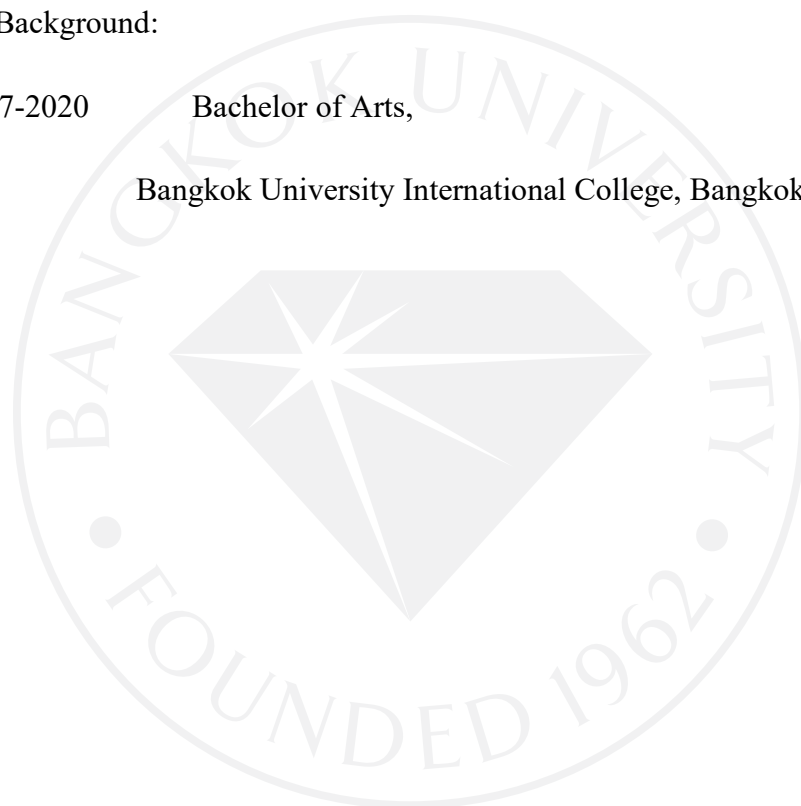 Background:
7-2020 Bachelor of Arts,
Bangkok University International College, Bangkok
BANGKOK UNIVERSITY
• FOUNDED 1962 •